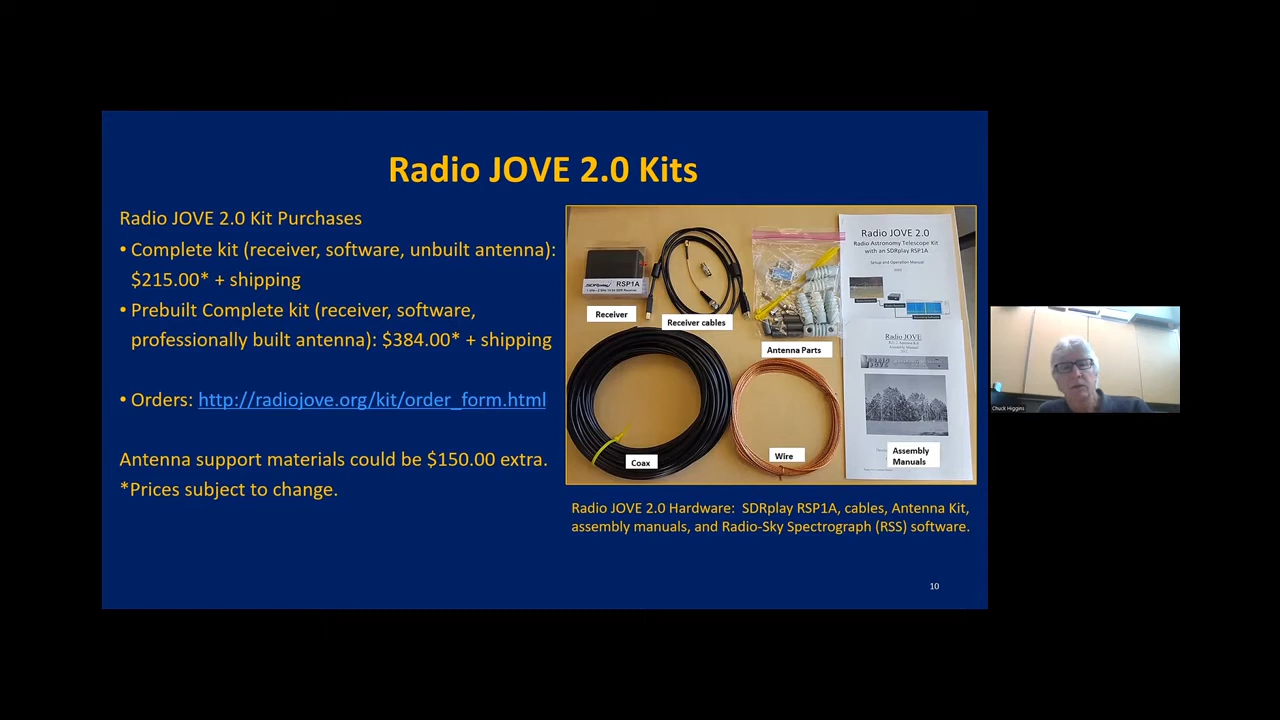 Radio JOVE 2.0 Kits
Radio JOVE 2.0 Kit Purchases
• Complete kit (receiver, software, unbuilt antenna):
$215.00* + shipping
• Prebuilt Complete kit (receiver, software,
professionally built antenna): $384.00* + shipping
• Orders: http://radiojove.org/kit/order_form.html
Antenna support materials could be $150.00 extra.
*Prices subject to change.
SDRplay RSP1A
Receiver
Receiver cables
Antenna Parts
Coax
Wire
Radio JOVE 2.0
Radio Astronomy Telescope Kit
with an SDRplay RSP1A
Setup and Operation Manual
Radio JOVE
Assembly
Manuals
Radio JOVE 2.0 Hardware: SDRplay RSP1A, cables, Antenna Kit,
assembly manuals, and Radio-Sky Spectrograph (RSS) software.
10
Chuck Higgins